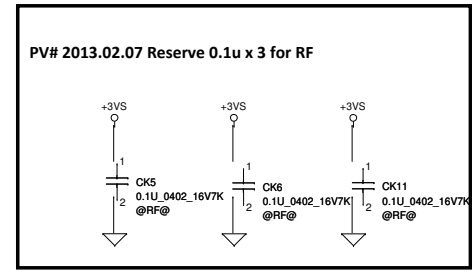 PV# 2013.02.07 Reserve 0.1u x 3 for RF
+3VS
+3VS
+3VS
1
CK5
0.1U_0402_16V7K
@RF@
2
1
CK6
0.1U_0402_16V7K
@RF@
2
1
CK11
0.1U_0402_16V7K
@RF@
2